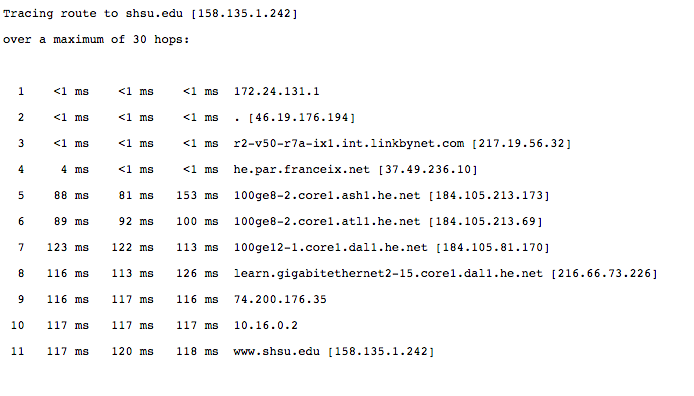 Tracing route to shsu.edu [158.135.1.242]
over a maximum of 30 hops:
1 <1 ms <1 ms <1 ms 172.24.131.1
2 <1 ms <1 ms <1 ms . [46.19.176.194]
3 <1 ms <1 ms <1 ms r2-v50-r7a-ix1.int.linkbynet.com [217.19.56.32]
4 4 ms <1 ms <1 ms he.par.franceix.net [37.49.236.10]
5 88 ms 81 ms 153 ms 100ge8-2.core1.ash1.he.net [184.105.213.173]
6 89 ms 92 ms 100 ms 100ge8-2.core1.atl1.he.net [184.105.213.69]
7 123 ms 122 ms 113 ms 100ge12-1.core1.dal1.he.net [184.105.81.170]
8 116 ms 113 ms 126 ms learn.gigabitethernet2-15.core1.dal1.he.net [216.66.73.226]
9 116 ms 117 ms 116 ms 74.200.176.35
10 117 ms 117 ms 117 ms 10.16.0.2
11 117 ms 120 ms 118 ms www.shsu.edu [158.135.1.242]